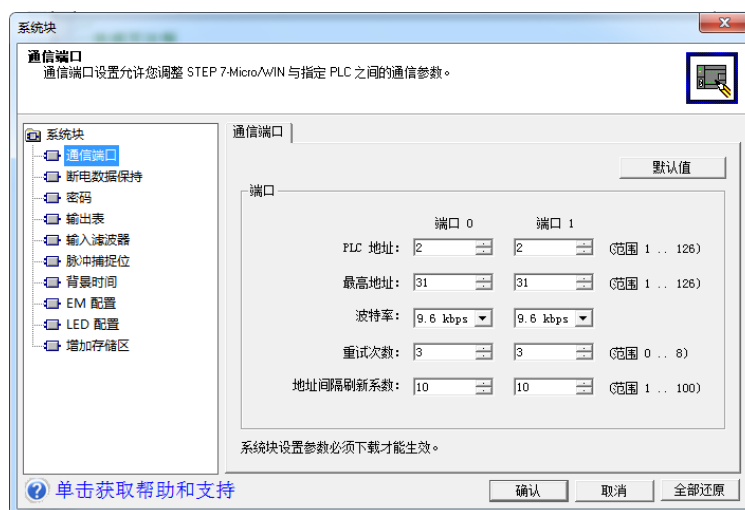 系统块
通信端口
通信端口设置允许您调整 STEP 7-Micro/WIN 与指定 PLC 之间的通信参数。
系统块
通信端口
断电数据保持
密码
输出表
输入滤波器
脉冲捕捉位
背景时间
EM 配置
LED 配置
增加存储区
通信端口
默认值
端口
端口 0 端口 1
PLC 地址: 2 2 (范围 1 .. 126)
最高地址: 31 31 (范围 1 .. 126)
波特率: 9.6 kbps 9.6 kbps
重试次数: 3 3 (范围 0 .. 8)
地址间隔刷新系数: 10 10 (范围 1 .. 100)
系统块设置参数必须下载才能生效。
单击获取帮助和支持 确认 取消 全部还原